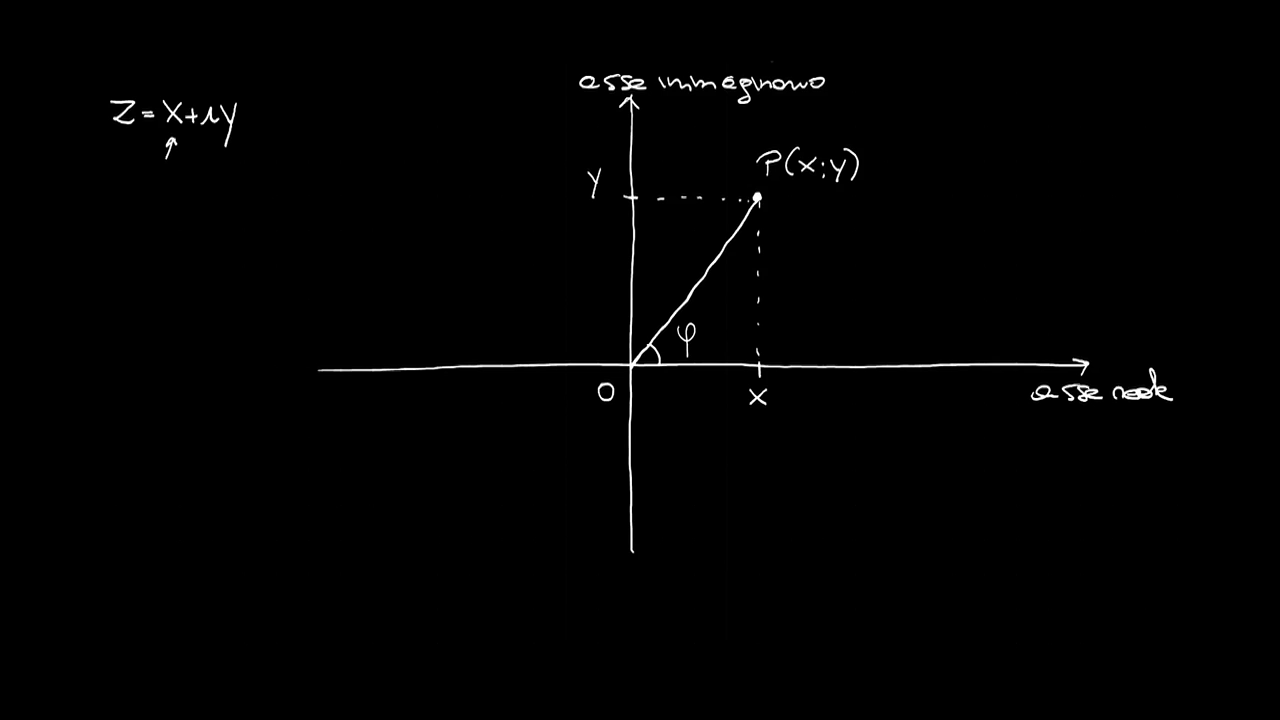 asse immaginario
z = x + iy
P(x;y)
y
φ
O
x
asse reale